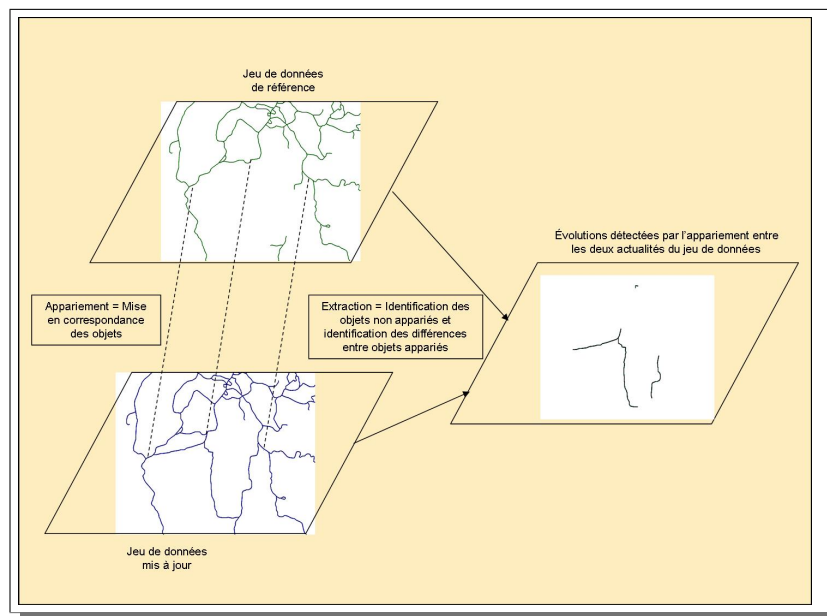 Jeu de données
de référence
Évolutions détectées par l'appariement entre
les deux actualités du jeu de données
Appariement = Mise
en correspondance
des objets
Extraction = Identification des
objets non appariés et
identification des différences
entre objets appariés
Jeu de données
mis à jour